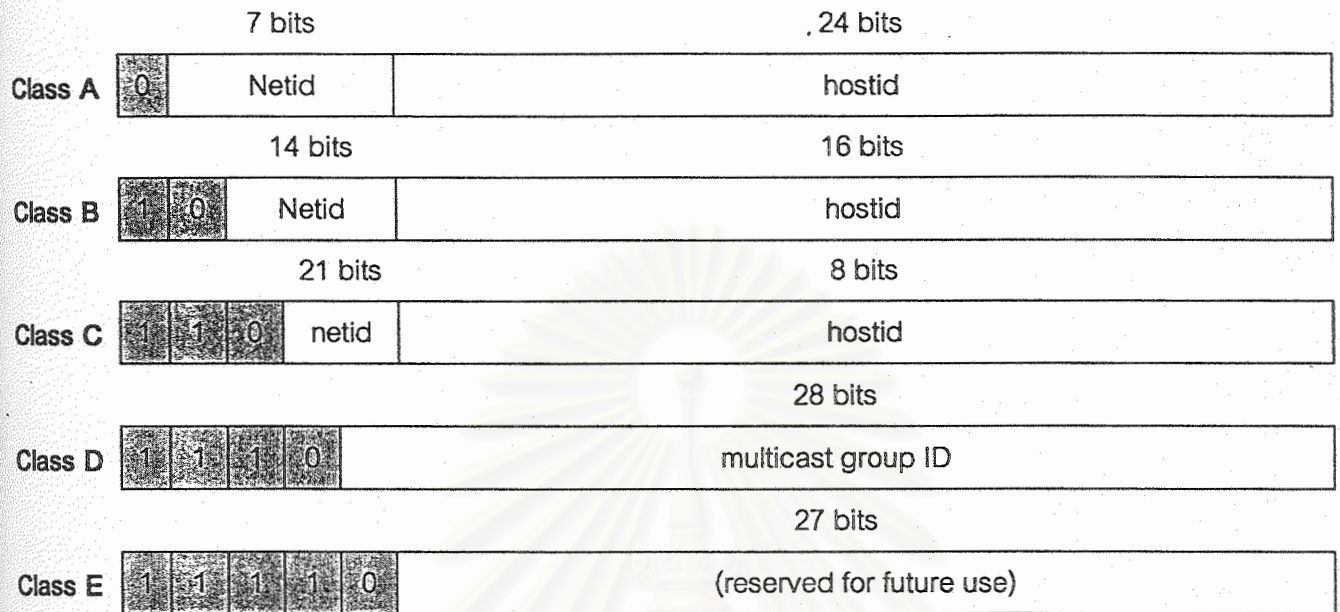 7 bits 24 bits
Class A 0 Netid hostid
14 bits 16 bits
Class B 1 0 Netid hostid
21 bits 8 bits
Class C 1 1 0 netid hostid
28 bits
Class D 1 1 1 0 multicast group ID
27 bits
Class E 1 1 1 1 0 (reserved for future use)